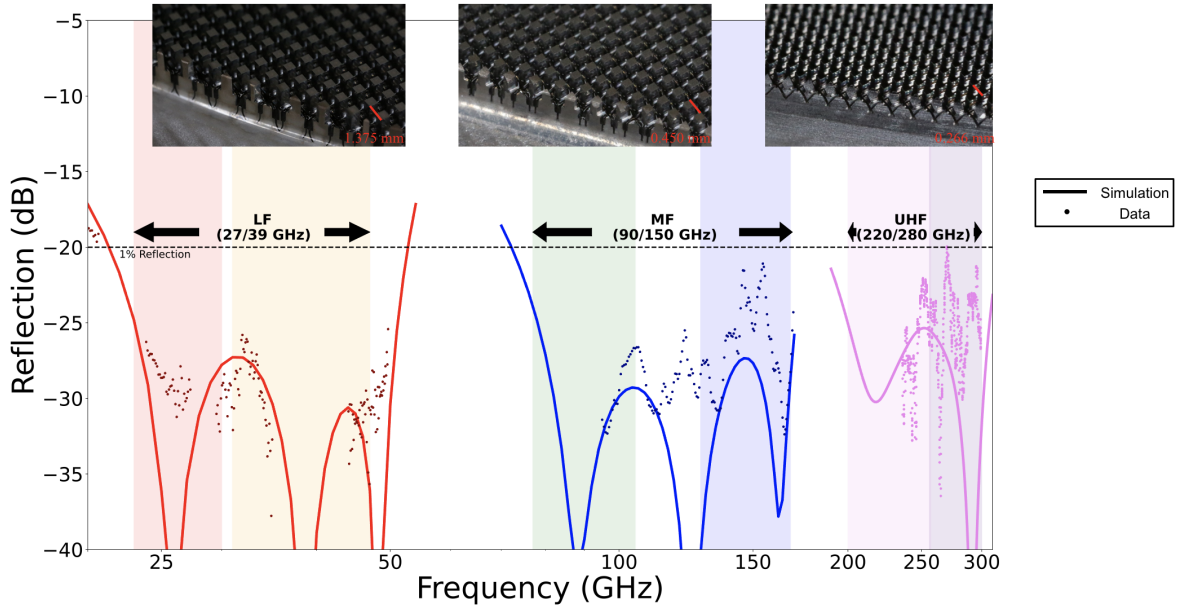 1.375 mm
0.450 mm
0.266 mm
−5
−10
−15
−20
−25
−30
−35
−40
Reflection (dB)
LF
(27/39 GHz)
MF
(90/150 GHz)
UHF
(220/280 GHz)
1% Reflection
Simulation
Data
25
50
100
150
200
300
Frequency (GHz)